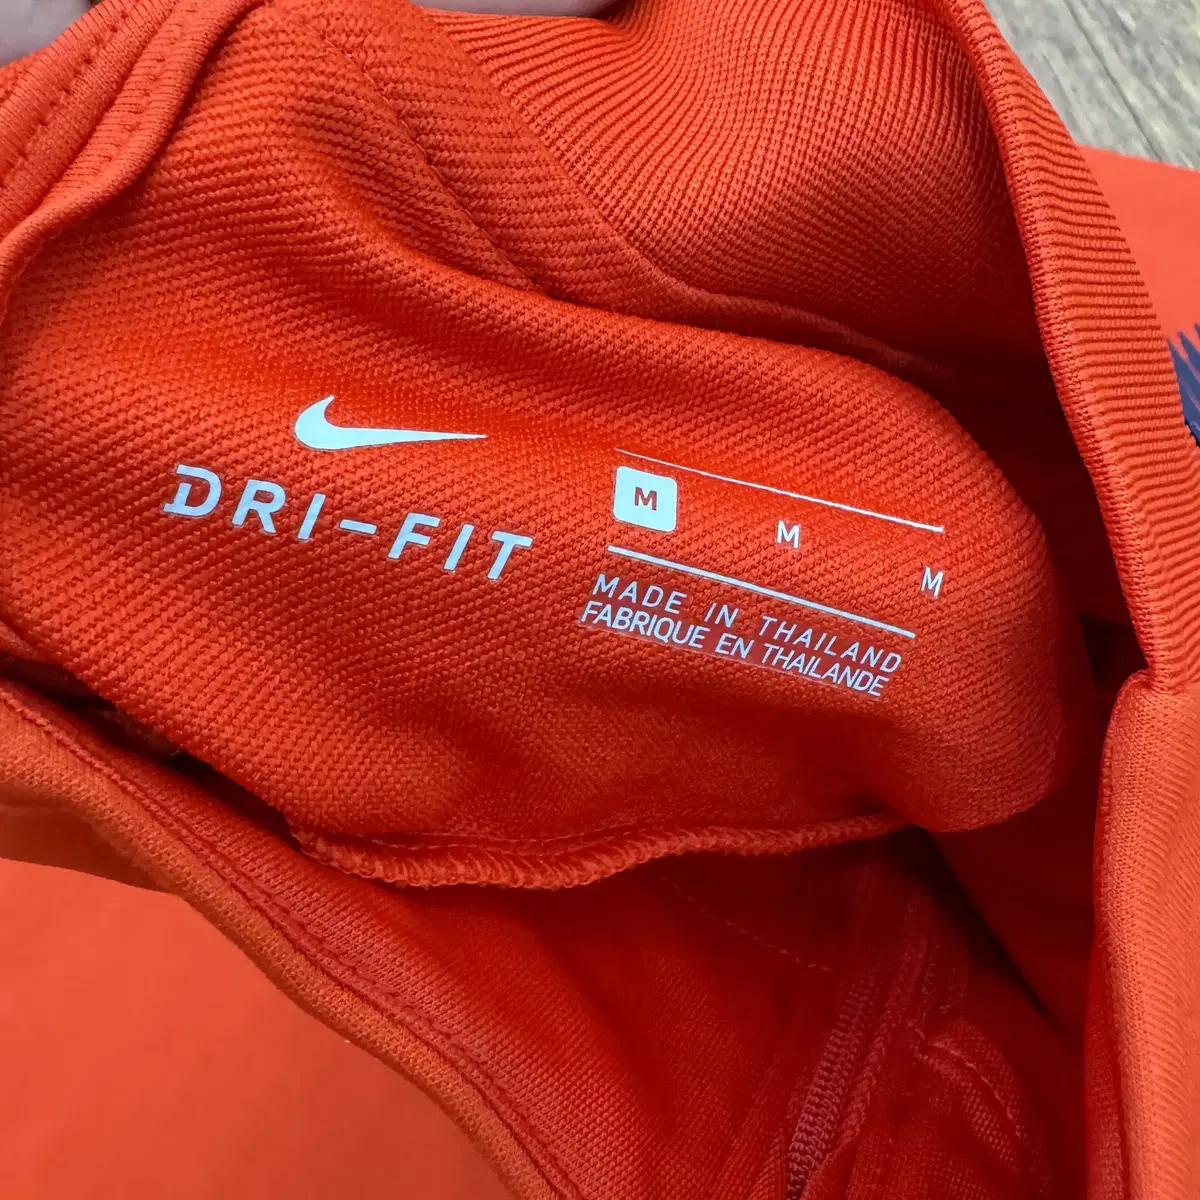 DRI-FIT
M M M
MADE IN THAILAND
FABRIQUE EN THAILANDE